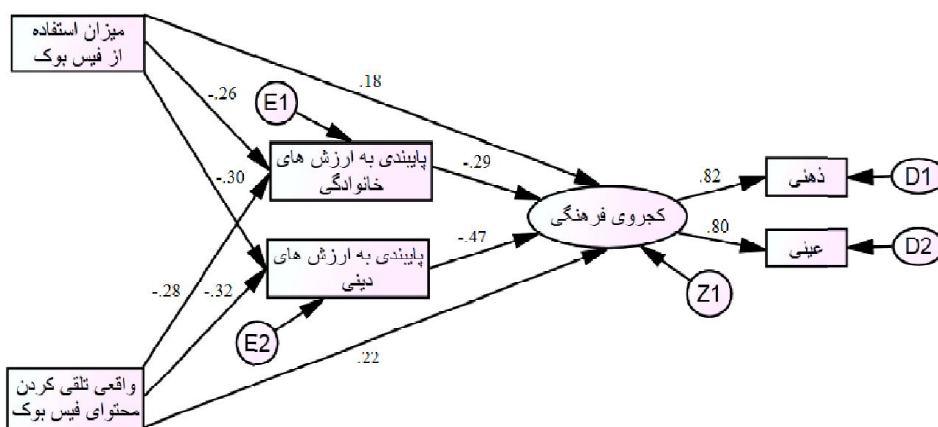 میزان استفاده
از فیس بوک
.18
-.26
E1
پایبندی به ارزش های
خانوادگی
-.29
-.30
کجروی فرهنگی
.82
ذهنی
D1
.80
عینی
D2
پایبندی به ارزش های
دینی
-.47
-.28
-.32
E2
Z1
.22
واقعی تلقی کردن
محتوای فیس بوک